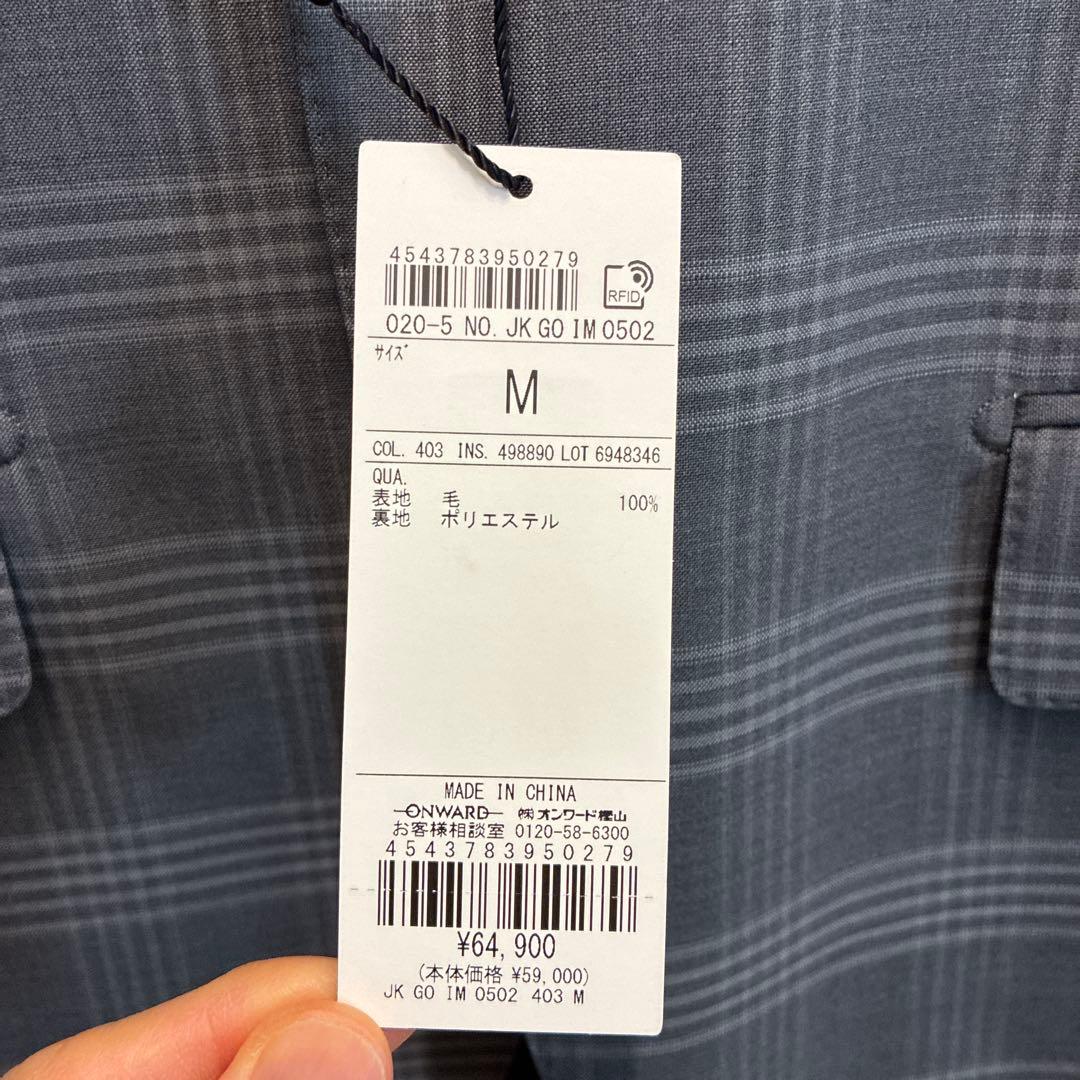 4543783950279
RFID
020-5 NO. JK GO IM 0502
サイズ
M
COL. 403 INS. 498890 LOT 6948346
QUA.
表地 毛 100%
裏地 ポリエステル
MADE IN CHINA
ONWARD ㈱オンワード樫山
お客様相談室 0120-58-6300
4543783950279
¥64,900
(本体価格 ¥59,000)
JK GO IM 0502 403 M